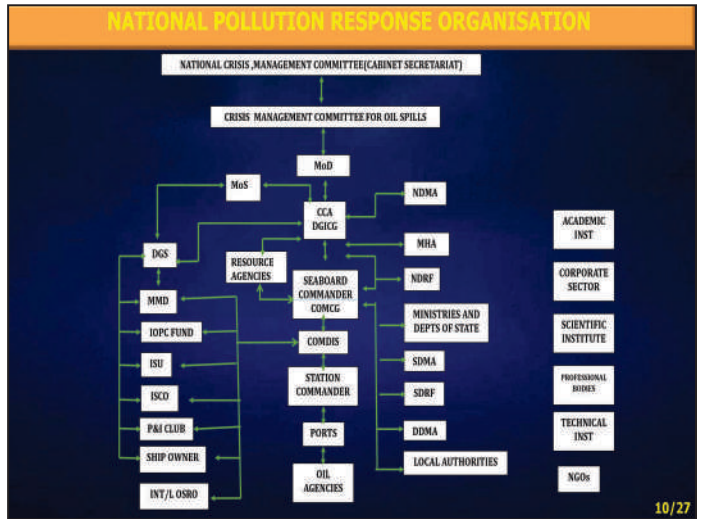 NATIONAL POLLUTION RESPONSE ORGANISATION
NATIONAL CRISIS ,MANAGEMENT COMMITTEE(CABINET SECRETARIAT)
CRISIS MANAGEMENT COMMITTEE FOR OIL SPILLS
MoD
MoS
NDMA
CCA
DGICG
MHA
DGS
RESOURCE
AGENCIES
NDRF
SEABOARD
COMMANDER
COMCG
MMD
IOPC FUND
ISU
ISCO
P&I CLUB
SHIP OWNER
INT/L OSRO
COMDIS
STATION
COMMANDER
PORTS
OIL
AGENCIES
MINISTRIES AND
DEPTS OF STATE
SDMA
SDRF
DDMA
LOCAL AUTHORITIES
ACADEMIC
INST
CORPORATE
SECTOR
SCIENTIFIC
INSTITUTE
PROFESSIONAL
BODIES
TECHNICAL
INST
NGOs
10/27